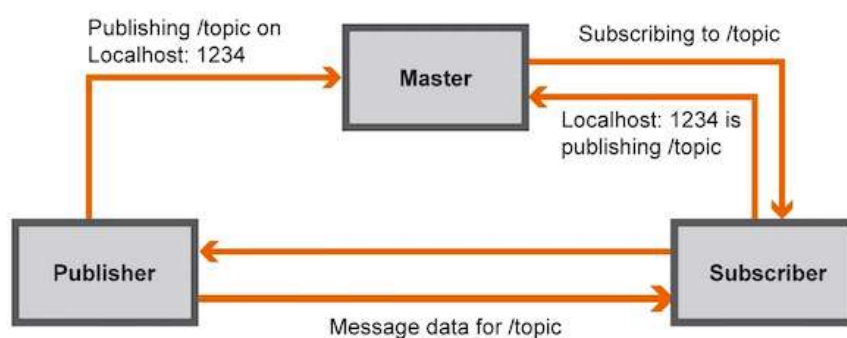 Publishing /topic on
Localhost: 1234
Master
Subscribing to /topic
Localhost: 1234 is
publishing /topic
Publisher
Subscriber
Message data for /topic